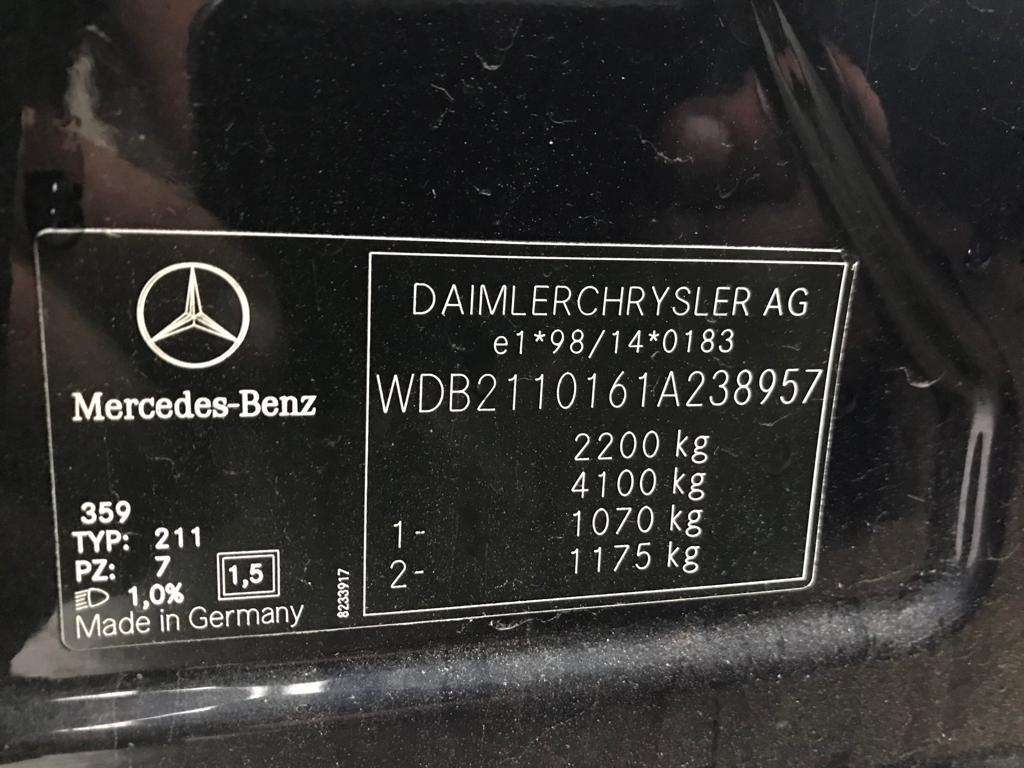 Mercedes-Benz
359
TYP: 211
PZ: 7
1,0%
1,5
Made in Germany
8233917
DAIMLERCHRYSLER AG
e1*98/14*0183
WDB2110161A238957
2200 kg
4100 kg
1- 1070 kg
2- 1175 kg